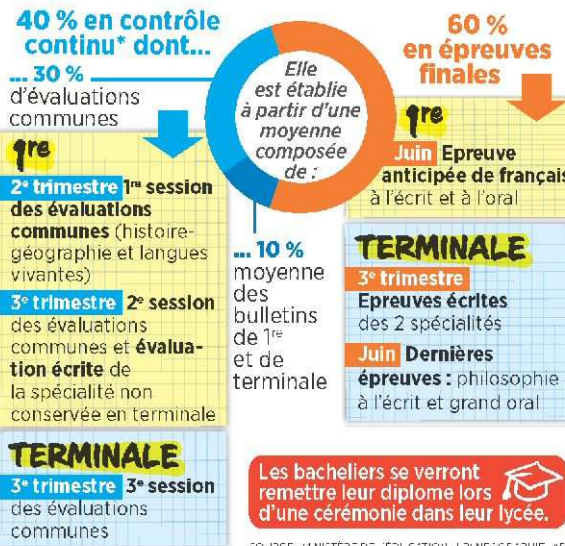 40 % en contrôle
continu* dont...
... 30 %
d'évaluations
communes
1re
2e trimestre 1re session
des évaluations
communes (histoire-
géographie et langues
vivantes)
3e trimestre 2e session
des évaluations
communes et évalua-
tion écrite de
la spécialité non
conservée en terminale
TERMINALE
3e trimestre 3e session
des évaluations
communes
Elle
est établie
à partir d'une
moyenne
composée
de :
... 10 %
moyenne
des
bulletins
de 1re
et de
terminale
60 %
en épreuves
finales
1re
Juin Epreuve
anticipée de français
à l'écrit et à l'oral
TERMINALE
3e trimestre
Epreuves écrites
des 2 spécialités
Juin Dernières
épreuves : philosophie
à l'écrit et grand oral
Les bacheliers se verront
remettre leur diplome lors
d'une cérémonie dans leur lycée.